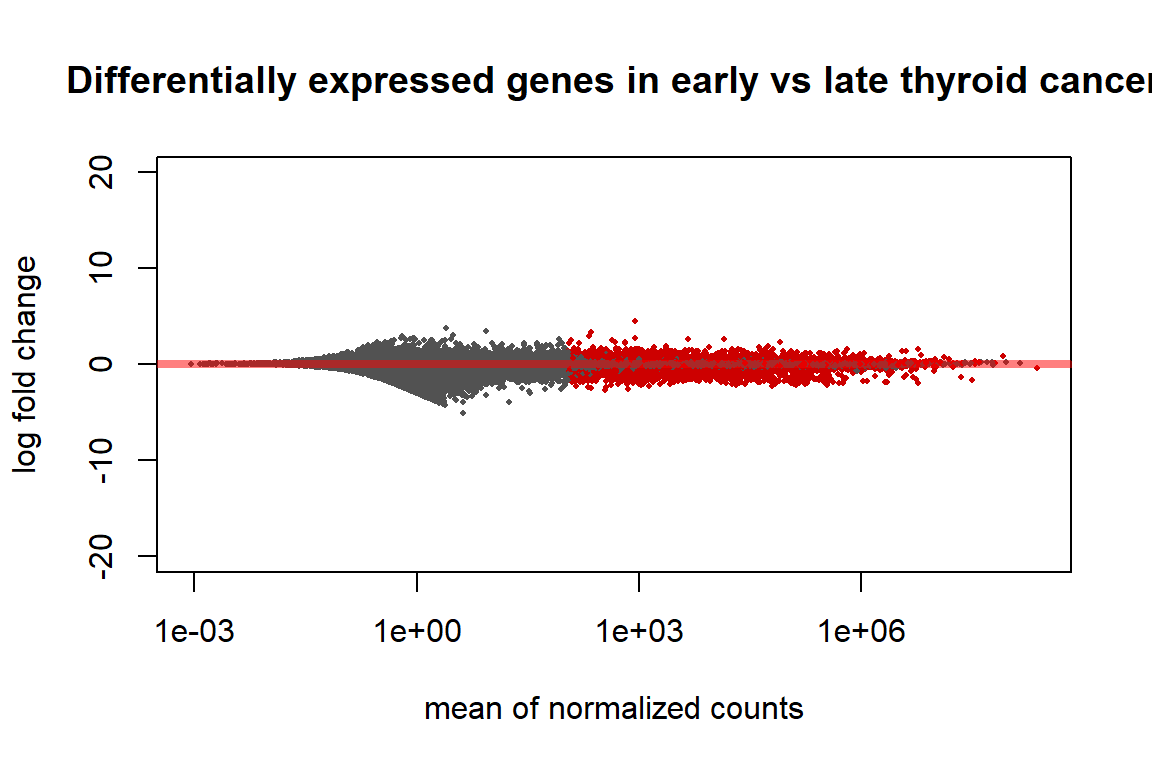 Differentially expressed genes in early vs late thyroid cancer
20
10
0
-10
-20
log fold change
1e-03 1e+00 1e+03 1e+06
mean of normalized counts